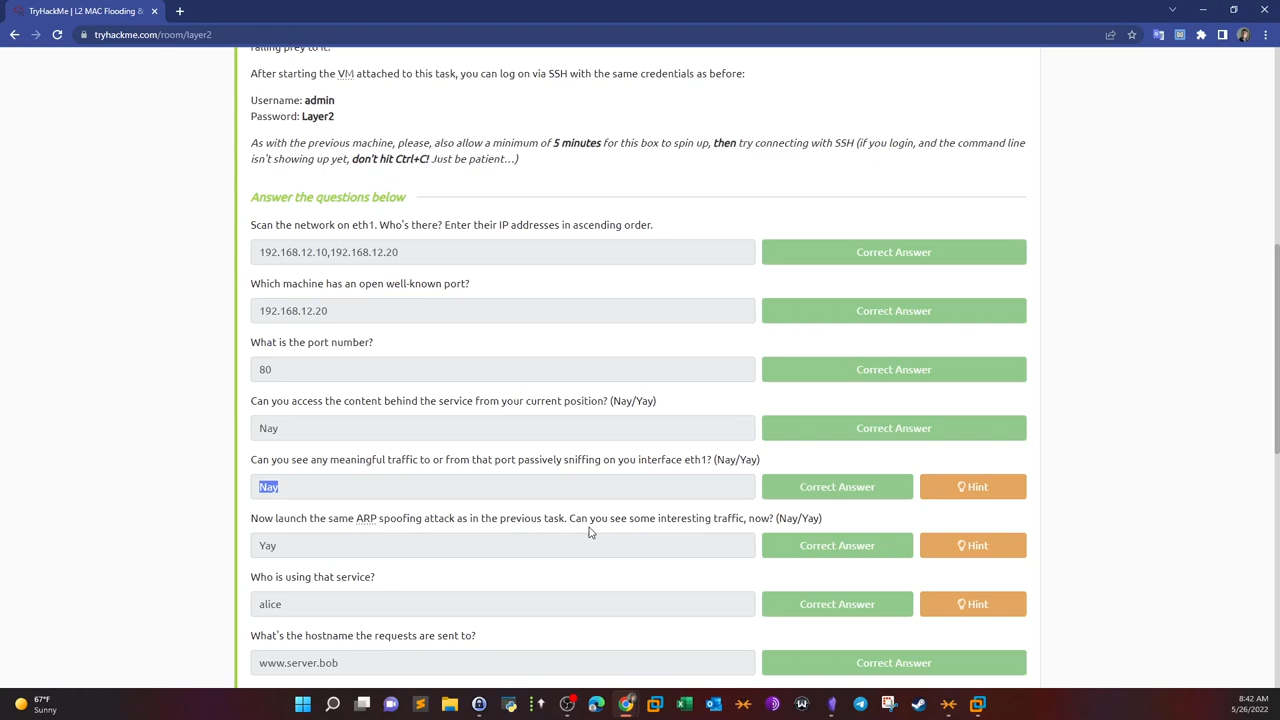 TryHackMe | L2 MAC Flooding &
tryhackme.com/room/layer2
falling prey to it.
After starting the VM attached to this task, you can log on via SSH with the same credentials as before:
Username: admin
Password: Layer2
As with the previous machine, please, also allow a minimum of 5 minutes for this box to spin up, then try connecting with SSH (if you login, and the command line
isn't showing up yet, don't hit Ctrl+C! Just be patient…)
Answer the questions below
Scan the network on eth1. Who's there? Enter their IP addresses in ascending order.
192.168.12.10,192.168.12.20
Correct Answer
Which machine has an open well-known port?
192.168.12.20
Correct Answer
What is the port number?
80
Correct Answer
Can you access the content behind the service from your current position? (Nay/Yay)
Nay
Correct Answer
Can you see any meaningful traffic to or from that port passively sniffing on you interface eth1? (Nay/Yay)
Nay
Correct Answer
Hint
Now launch the same ARP spoofing attack as in the previous task. Can you see some interesting traffic, now? (Nay/Yay)
Yay
Correct Answer
Hint
Who is using that service?
alice
Correct Answer
Hint
What's the hostname the requests are sent to?
www.server.bob
Correct Answer
67°F
Sunny
8:42 AM
5/26/2022